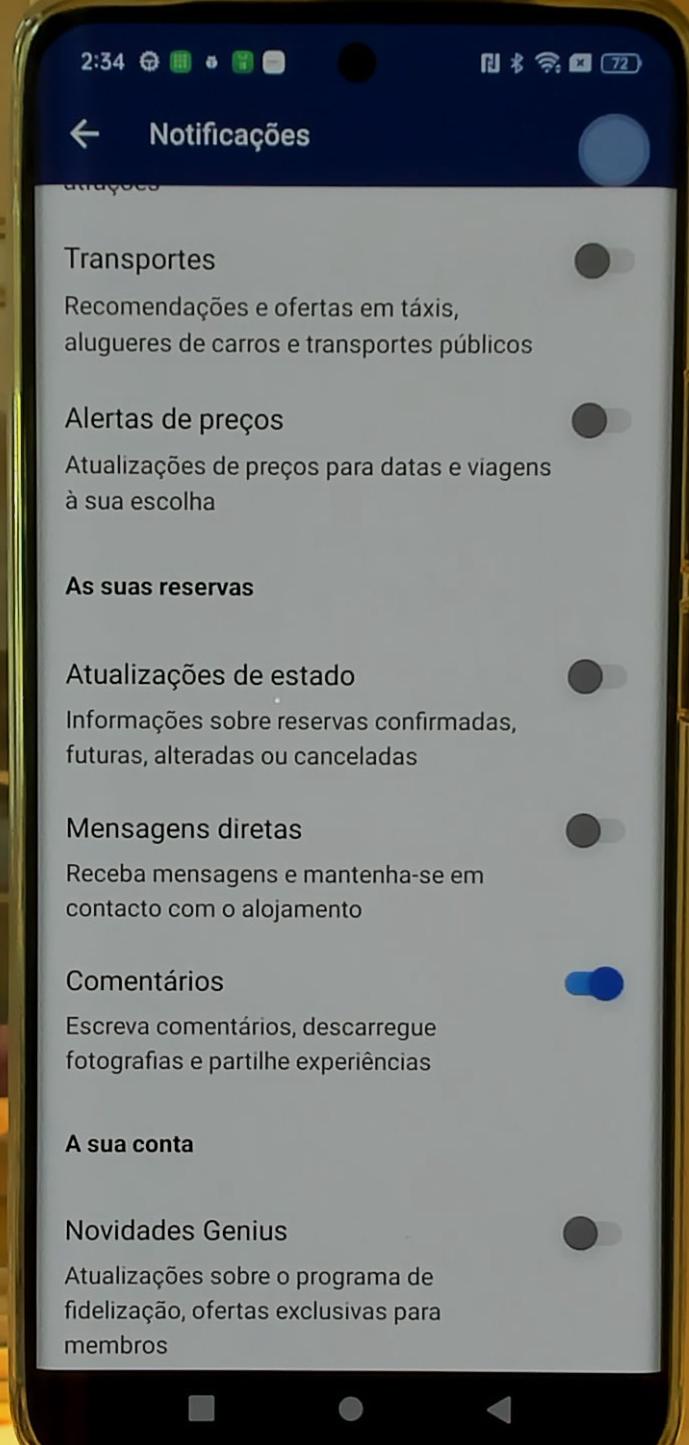 2:34
72
Notificações
atrações
Transportes
Recomendações e ofertas em táxis,
alugueres de carros e transportes públicos
Alertas de preços
Atualizações de preços para datas e viagens
à sua escolha
As suas reservas
Atualizações de estado
Informações sobre reservas confirmadas,
futuras, alteradas ou canceladas
Mensagens diretas
Receba mensagens e mantenha-se em
contacto com o alojamento
Comentários
Escreva comentários, descarregue
fotografias e partilhe experiências
A sua conta
Novidades Genius
Atualizações sobre o programa de
fidelização, ofertas exclusivas para
membros